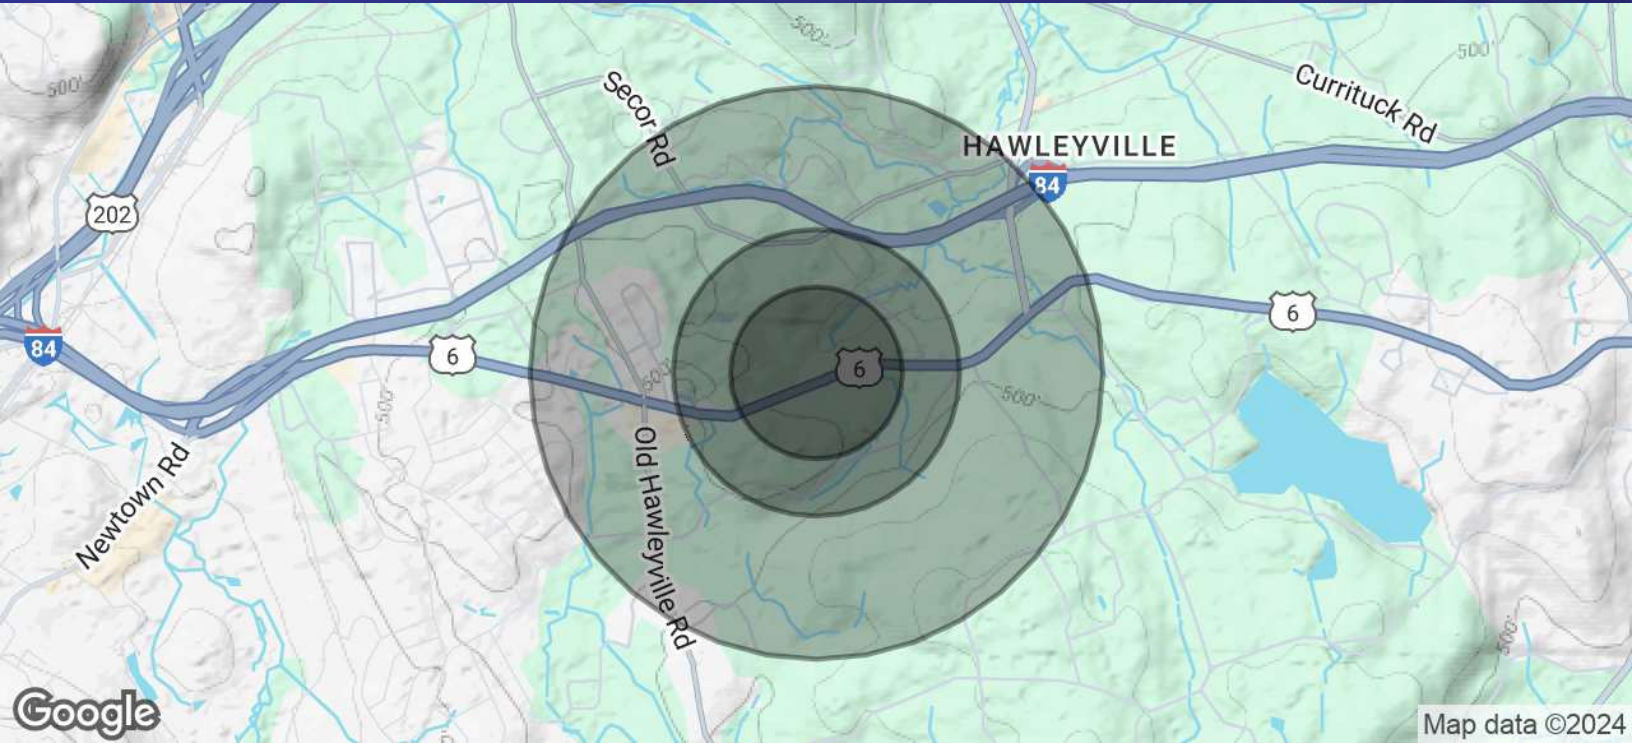 500'
500'
500'
Secor Rd
Currituck Rd
HAWLEYVILLE
84
202
6
84
6
6
500'
500'
500'
Old Hawleyville Rd
Newtown Rd
500'
Google
Map data ©2024